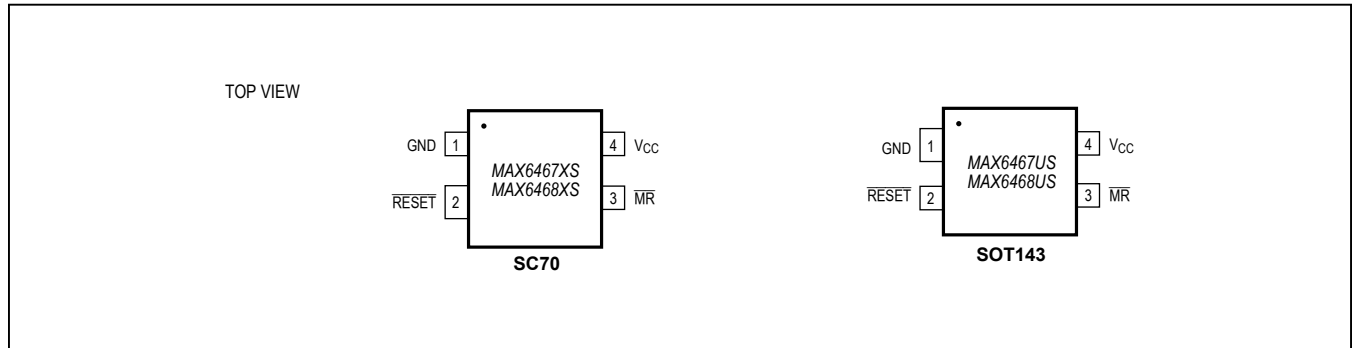 TOP VIEW
GND 1 4 VCC
MAX6467XS
MAX6468XS
RESET 2 3 MR
SC70
GND 1 4 VCC
MAX6467US
MAX6468US
RESET 2 3 MR
SOT143